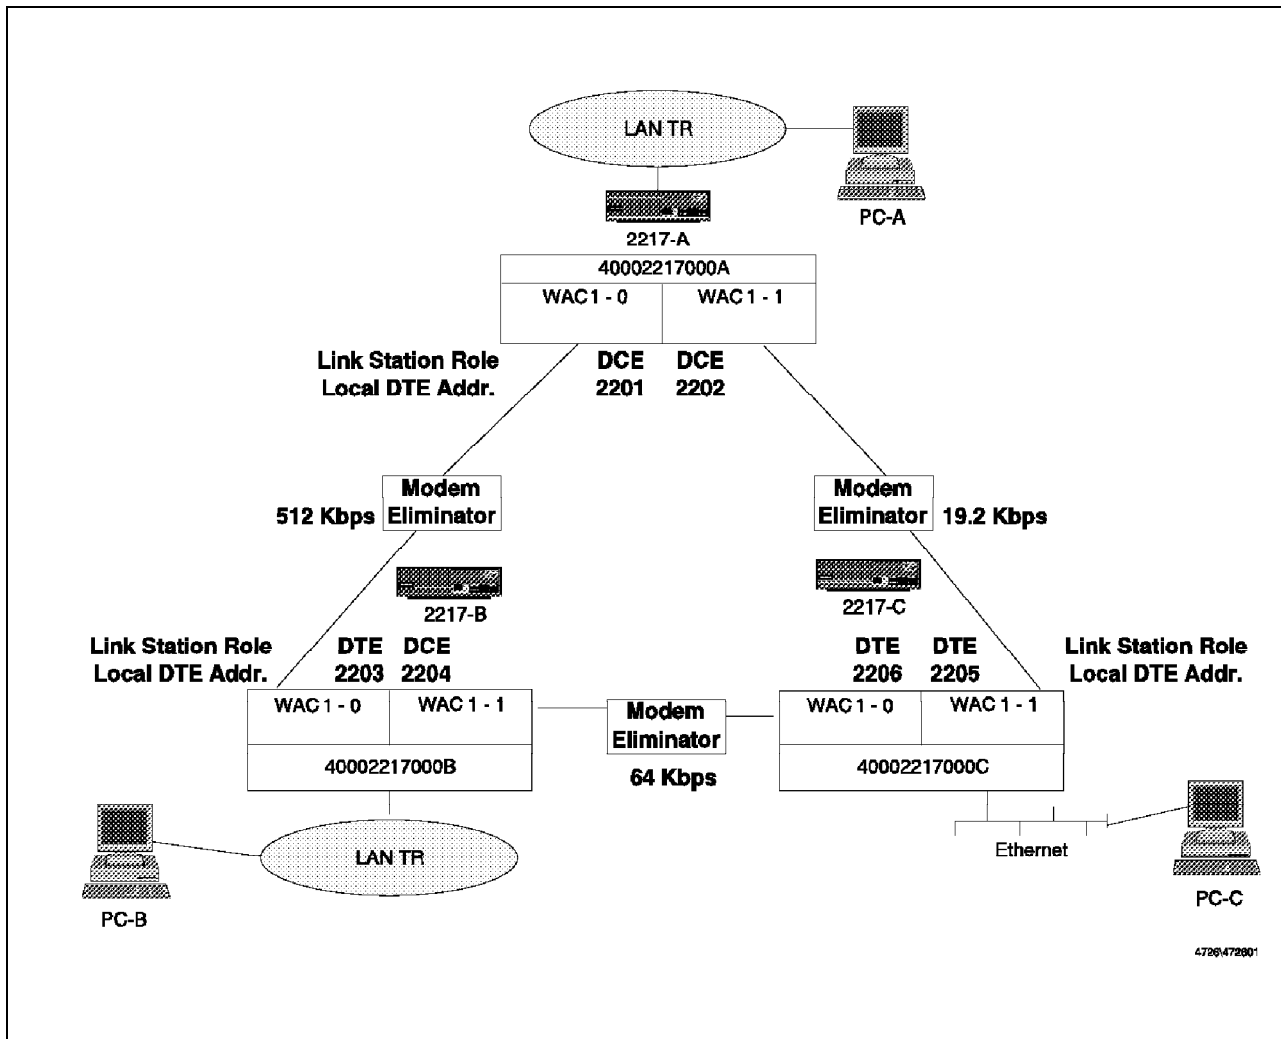 LAN TR
PC-A
2217-A
40002217000A
WAC 1 - 0 WAC 1 - 1
Link Station Role DCE DCE
Local DTE Addr. 2201 2202
Modem
Eliminator
512 Kbps
Modem
Eliminator
19.2 Kbps
2217-B
2217-C
Link Station Role DTE DCE
Local DTE Addr. 2203 2204
DTE DTE Link Station Role
2206 2205 Local DTE Addr.
WAC 1 - 0 WAC 1 - 1
40002217000B
Modem
Eliminator
64 Kbps
WAC 1 - 0 WAC 1 - 1
40002217000C
LAN TR
PC-B
Ethernet
PC-C
4726\472601